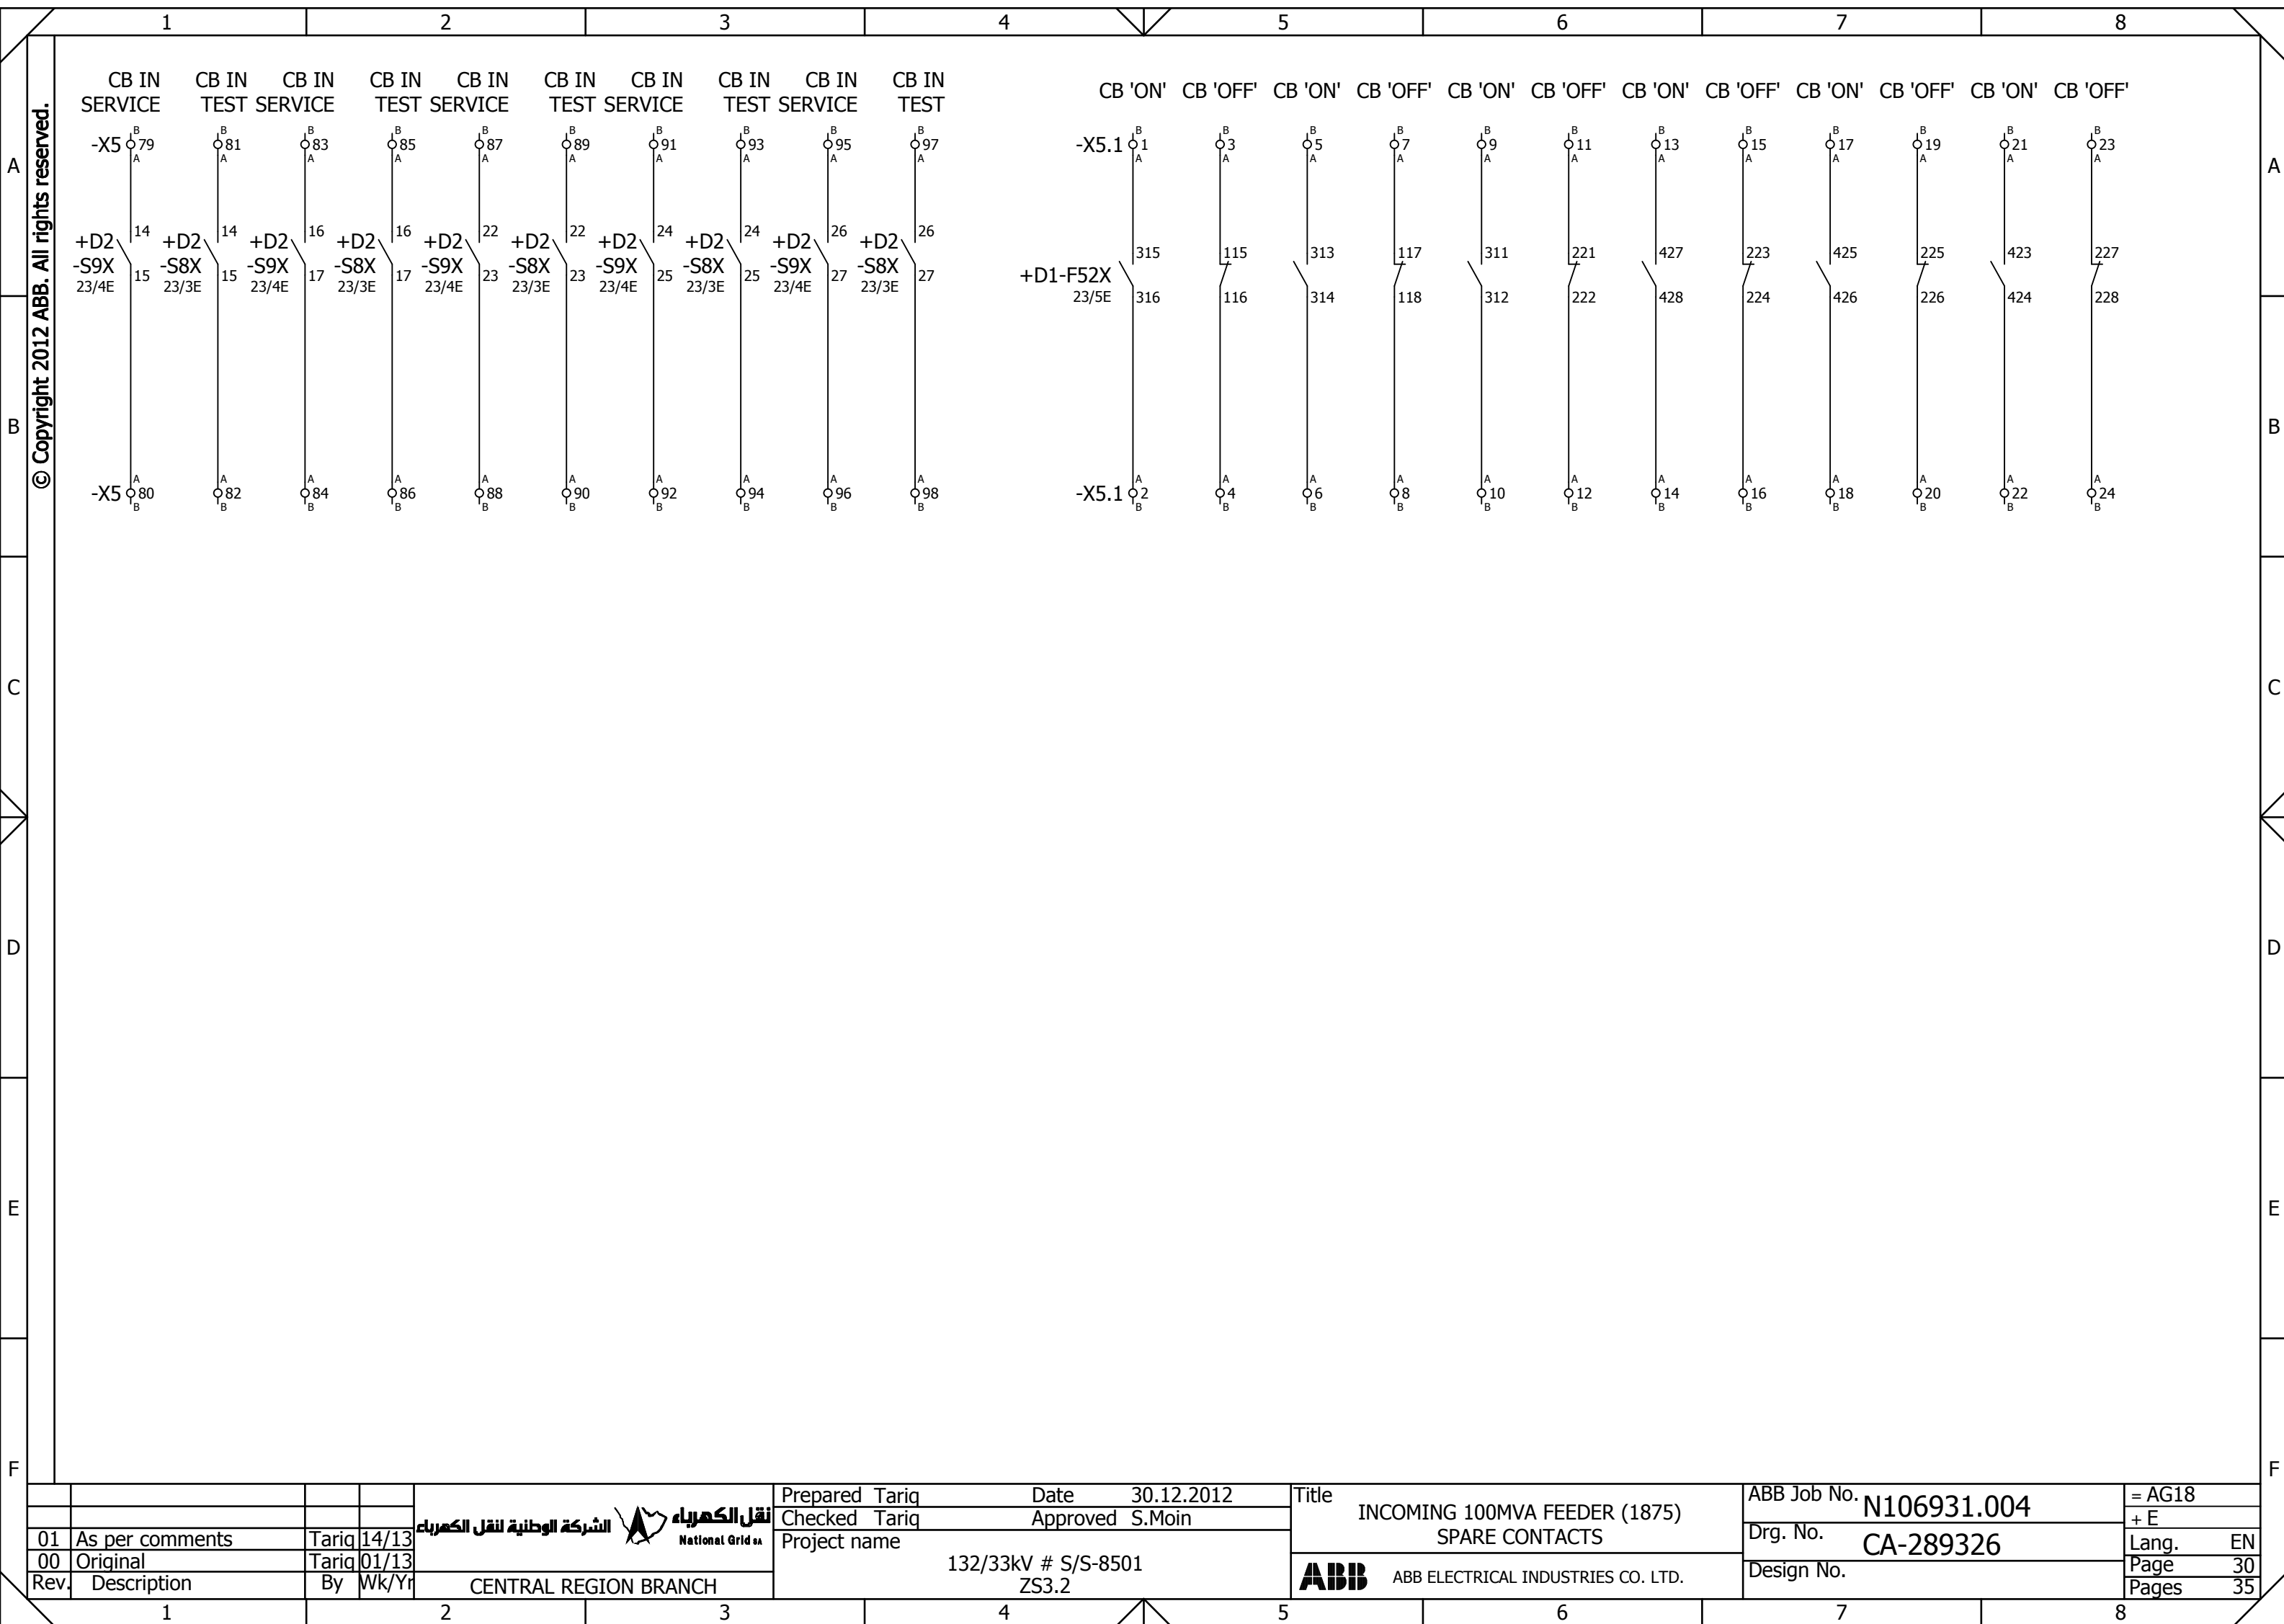 1 2 3 4 5 6 7 8
© Copyright 2012 ABB. All rights reserved.
CB IN SERVICE
CB IN TEST
CB IN SERVICE
CB IN TEST
CB IN SERVICE
CB IN TEST
CB IN SERVICE
CB IN TEST
CB IN SERVICE
CB IN TEST
CB 'ON' CB 'OFF' CB 'ON' CB 'OFF' CB 'ON' CB 'OFF' CB 'ON' CB 'OFF' CB 'ON' CB 'OFF' CB 'ON' CB 'OFF'
B B B B B B B B B B B B B B B B B B B B B B
-X5 79 81 83 85 87 89 91 93 95 97 -X5.1 1 3 5 7 9 11 13 15 17 19 21 23
A A A A A A A A A A A A A A A A A A A A A A
A A
14 14 16 16 22 22 24 24 26 26
+D2 +D2 +D2 +D2 +D2 +D2 +D2 +D2 +D2 +D2
315 115 313 117 311 221 427 223 425 225 423 227
-S9X -S8X -S9X -S8X -S9X -S8X -S9X -S8X -S9X -S8X
15 15 17 17 23 23 25 25 27 27
+D1-F52X
23/4E 23/3E 23/4E 23/3E 23/4E 23/3E 23/4E 23/3E 23/4E 23/3E
23/5E 316 116 314 118 312 222 428 224 426 226 424 228
B B
A A A A A A A A A A A A A A A A A A A A A A
-X5 80 82 84 86 88 90 92 94 96 98 -X5.1 2 4 6 8 10 12 14 16 18 20 22 24
B B B B B B B B B B B B B B B B B B B B B B
C C
D D
E E
F F
01 As per comments Tariq 14/13
00 Original Tariq 01/13
Rev. Description By Wk/Yr
الشركة الوطنية لنقل الكهرباء
نقل الكهرباء
National Grid SA
CENTRAL REGION BRANCH
Prepared Tariq Date 30.12.2012
Checked Tariq Approved S.Moin
Project name
132/33kV # S/S-8501
ZS3.2
Title
INCOMING 100MVA FEEDER (1875)
SPARE CONTACTS
ABB ABB ELECTRICAL INDUSTRIES CO. LTD.
ABB Job No. N106931.004
Drg. No. CA-289326
Design No.
= AG18
+ E
Lang. EN
Page 30
Pages 35
1 2 3 4 5 6 7 8